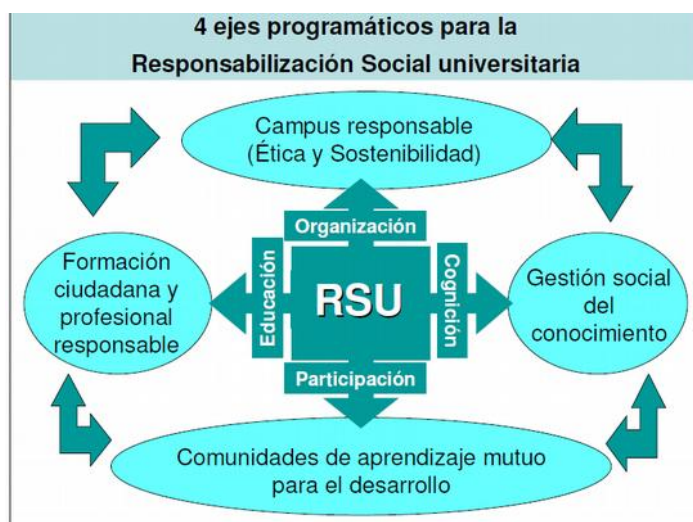 4 ejes programáticos para la
Responsabilización Social universitaria
Campus responsable
(Ética y Sostenibilidad)
Organización
Formación
ciudadana y
profesional
responsable
Educación
RSU
Cognición
Gestión social
del
conocimiento
Participación
Comunidades de aprendizaje mutuo
para el desarrollo